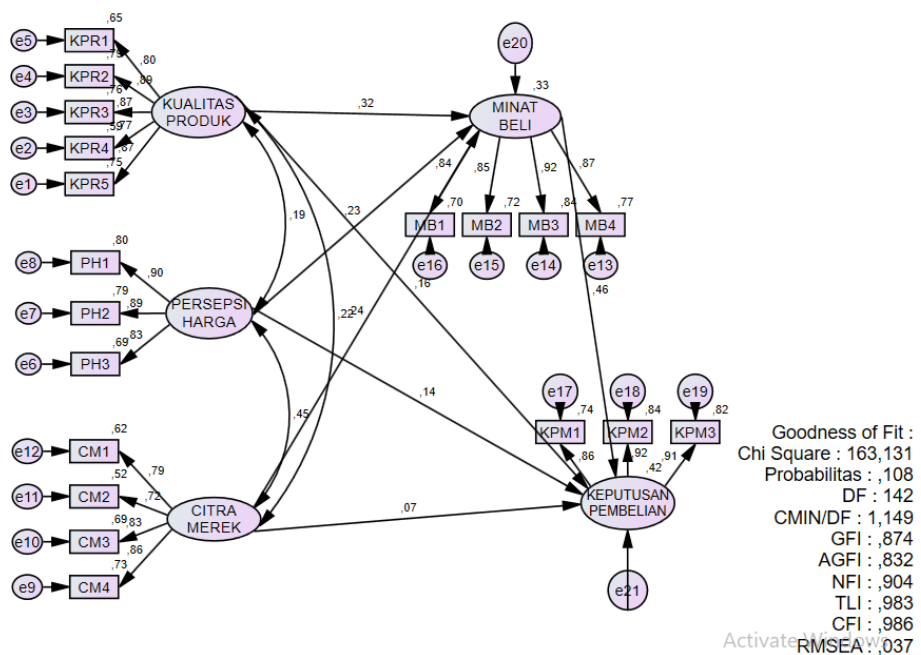 ,65
e5 KPR1
,80
,79
e4 KPR2 ,89
,76
e3 KPR3 ,87
,59 ,77
e2 KPR4 ,87
,75
e1 KPR5
KUALITAS
PRODUK
,32
e20
,33
MINAT
BELI
,84 ,85 ,92 ,87
,70 ,72 ,84 ,77
MB1 MB2 MB3 MB4
e16 e15 e14 e13
,19 ,23
,46
,16
,22 ,24
,80
e8 PH1
,90
,79
e7 PH2 ,89
,69 ,83
e6 PH3
PERSEPSI
HARGA
,14
,45
e17 e18 e19
,74 ,84 ,82
KPM1 KPM2 KPM3
,86 ,92 ,91
,42
KEPUTUSAN
PEMBELIAN
e21
,62
e12 CM1
,79
,52
e11 CM2 ,72
,69 ,83
e10 CM3
,86
,73
e9 CM4
CITRA
MEREK
,07
Goodness of Fit :
Chi Square : 163,131
Probabilitas : ,108
DF : 142
CMIN/DF : 1,149
GFI : ,874
AGFI : ,832
NFI : ,904
TLI : ,983
CFI : ,986
RMSEA : ,037
Activate Windows